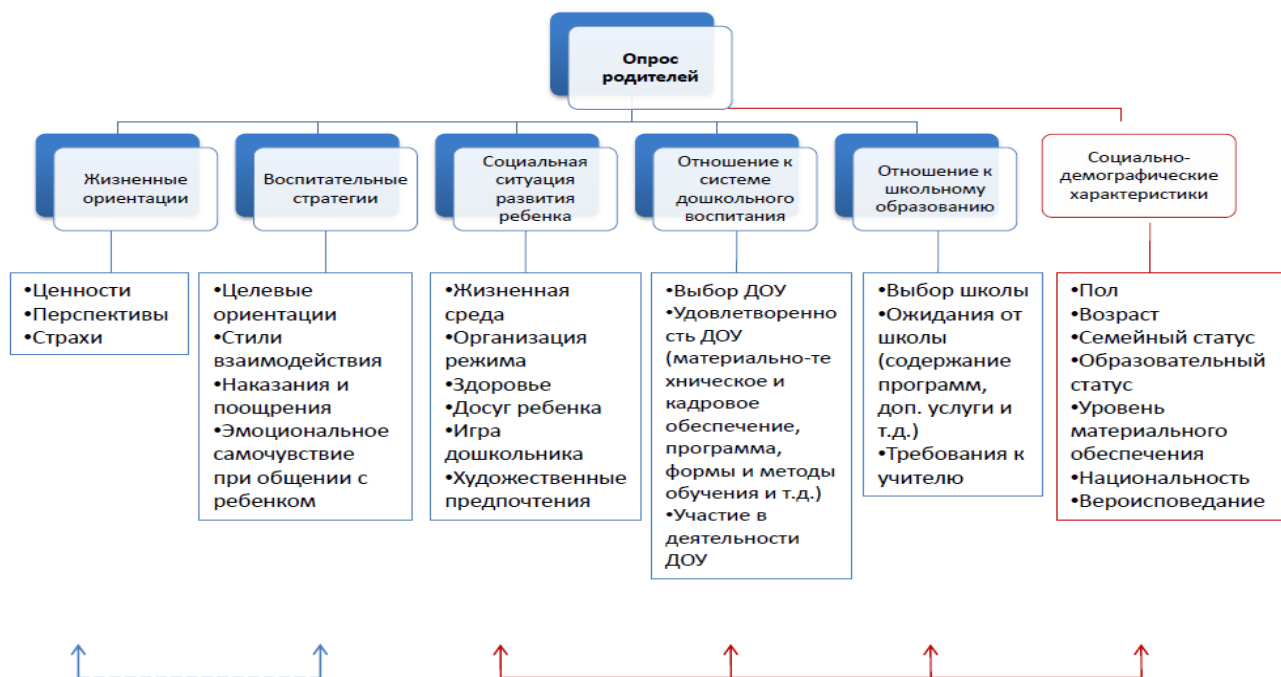 Опрос
родителей
Жизненные
ориентации
Воспитательные
стратегии
Социальная
ситуация
развития
ребенка
Отношение к
системе
дошкольного
воспитания
Отношение к
школьному
образованию
Социально-
демографические
характеристики
•Ценности
•Перспективы
•Страхи
•Целевые
ориентации
•Стили
взаимодействия
•Наказания и
поощрения
•Эмоциональное
самочувствие
при общении с
ребенком
•Жизненная
среда
•Организация
режима
•Здоровье
•Досуг ребенка
•Игра
дошкольника
•Художественные
предпочтения
•Выбор ДОУ
•Удовлетвореннo
сть ДОУ
(материально-те
хническое и
кадровое
обеспечение,
программа,
формы и методы
обучения и т.д.)
•Участие в
деятельности
ДОУ
•Выбор школы
•Ожидания от
школы
(содержание
программ,
доп. услуги и
т.д.)
•Требования к
учителю
•Пол
•Возраст
•Семейный статус
•Образовательный
статус
•Уровень
материального
обеспечения
•Национальность
•Вероисповедание